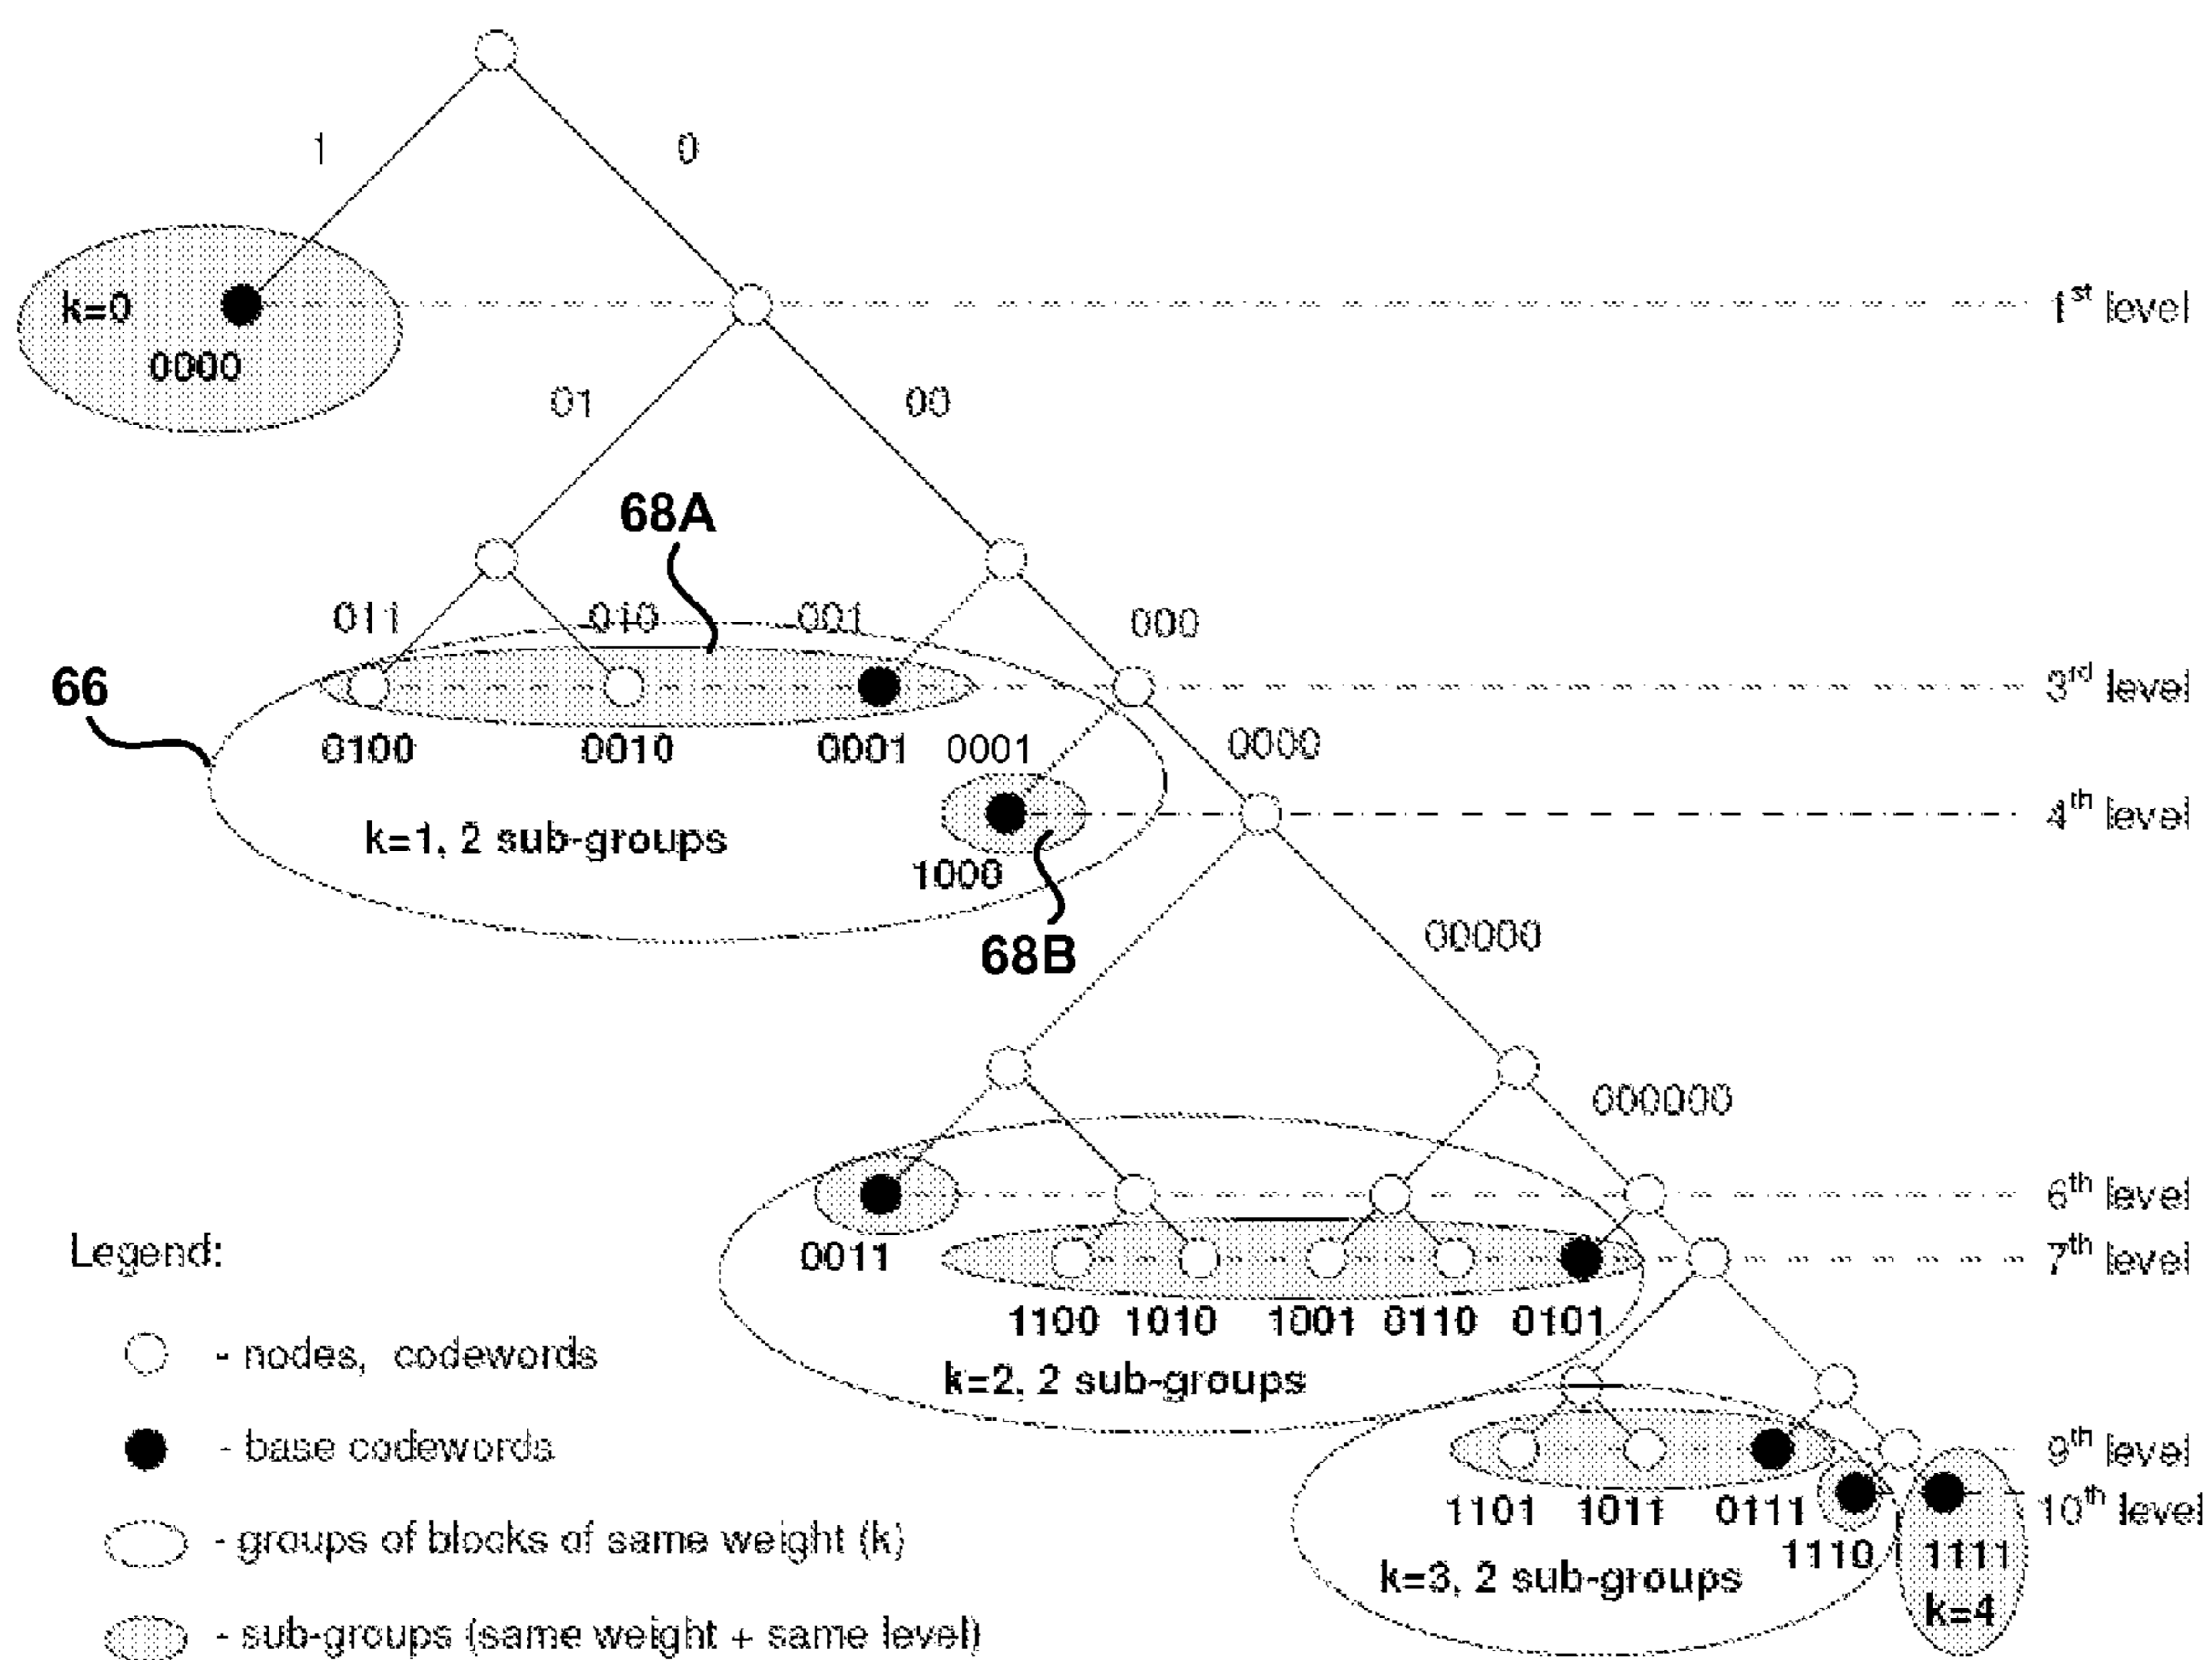 1
0
k=0
0000
1st level
01
00
68A
011
010
001
000
66
3rd level
0100
0010
0001
0001
0000
k=1, 2 sub-groups
4th level
1000
68B
00000
000000
6th level
0011
7th level
1100 1010 1001 0110 0101
k=2, 2 sub-groups
9th level
1101 1011 0111
10th level
1110
1111
k=3, 2 sub-groups
k=4
Legend:
- nodes, codewords
- base codewords
- groups of blocks of same weight (k)
- sub-groups (same weight + same level)